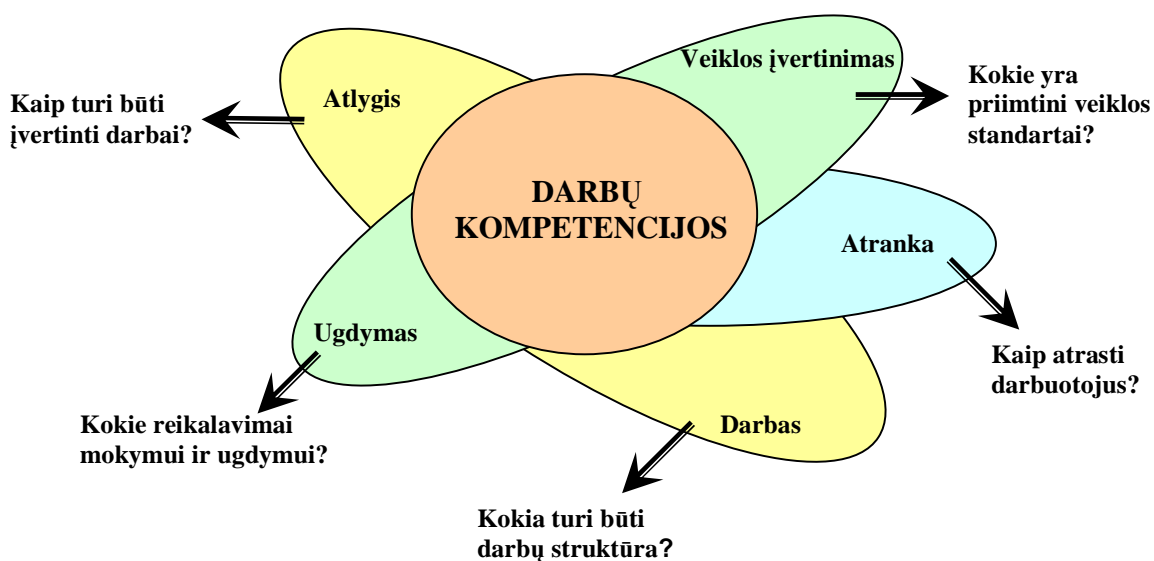 Veiklos įvertinimas
Kokie yra
priimtini veiklos
standartai?
Atlygis
Kaip turi būti
įvertinti darbai?
DARBŲ
KOMPETENCIJOS
Atranka
Kaip atrasti
darbuotojus?
Ugdymas
Kokie reikalavimai
mokymui ir ugdymui?
Darbas
Kokia turi būti
darbų struktūra?